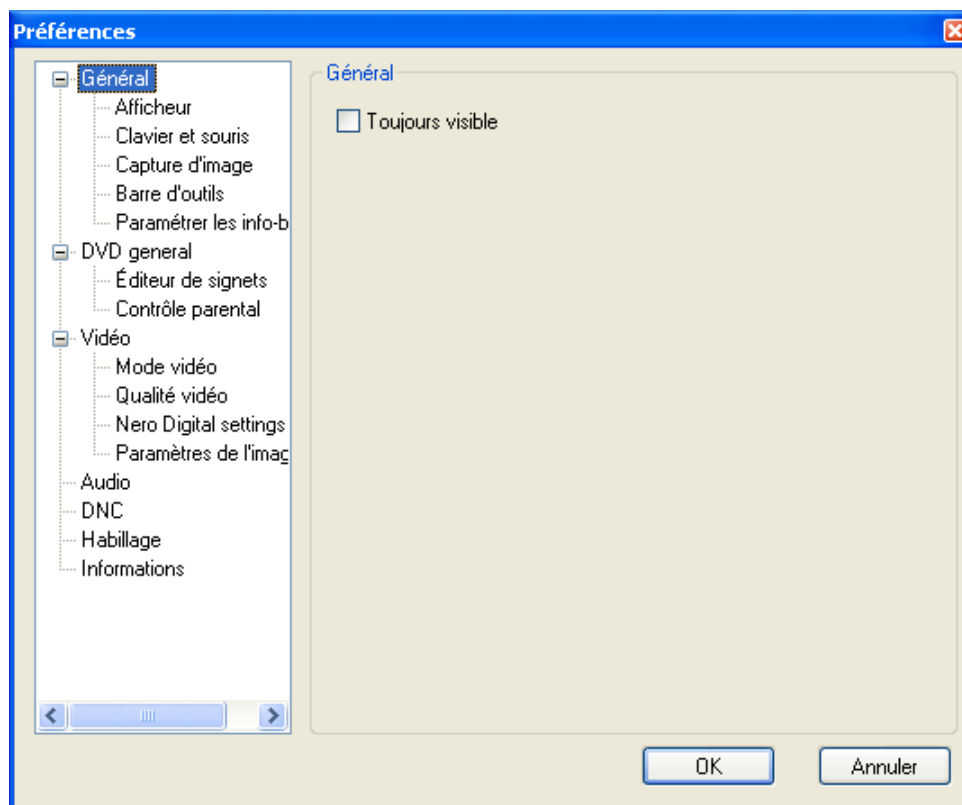 Préférences
Général
Afficheur
Clavier et souris
Capture d'image
Barre d'outils
Paramétrer les info-b
DVD general
Éditeur de signets
Contrôle parental
Vidéo
Mode vidéo
Qualité vidéo
Nero Digital settings
Paramètres de l'imag
Audio
DNC
Habillage
Informations
Général
Toujours visible
OK
Annuler